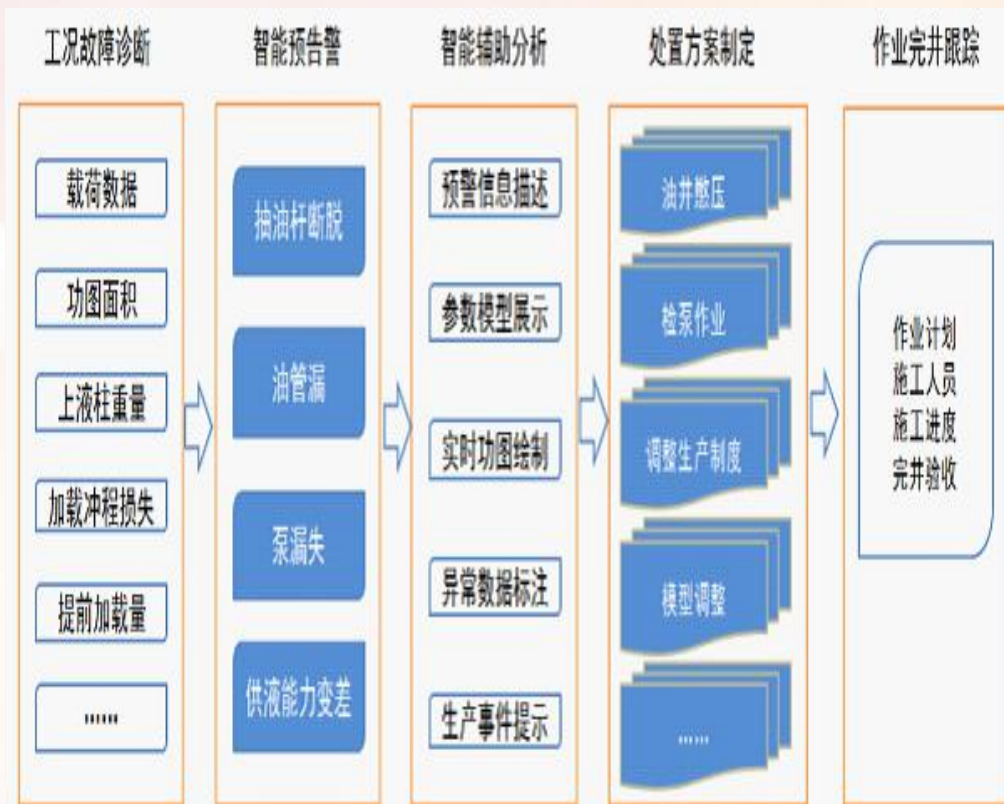 工况故障诊断
智能预告警
智能辅助分析
处置方案制定
作业完井跟踪
载荷数据
功图面积
上液柱重量
加载冲程损失
提前加载量
......
抽油杆断脱
油管漏
泵漏失
供液能力变差
预警信息描述
参数模型展示
实时功图绘制
异常数据标注
生产事件提示
油井憋压
检泵作业
调整生产制度
模型调整
......
作业计划
施工人员
施工进度
完井验收